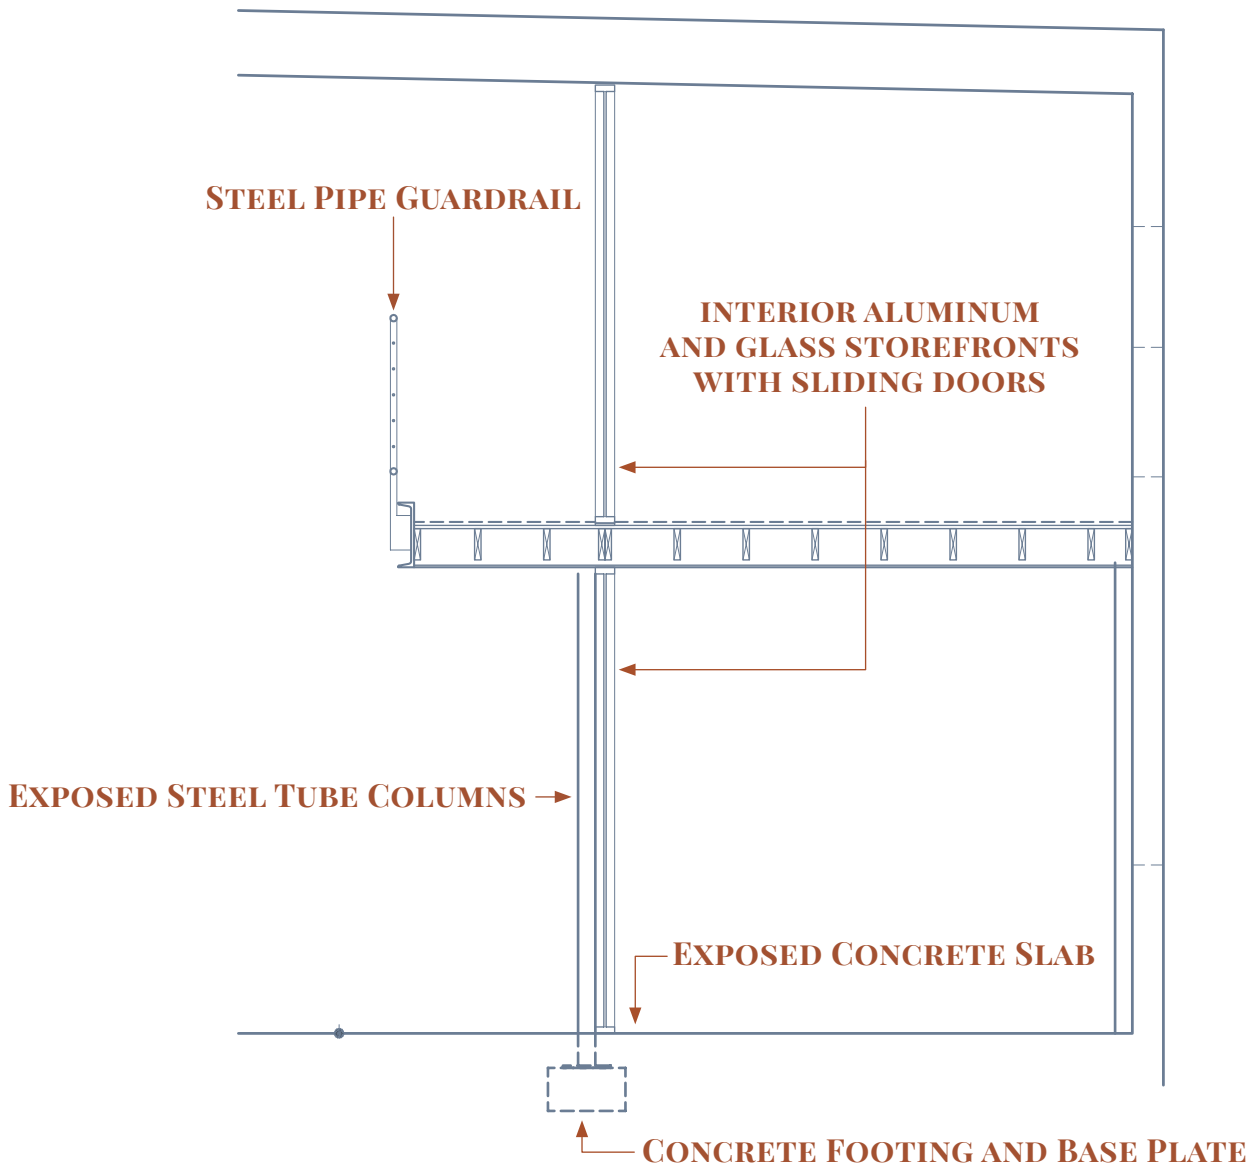 Steel Pipe Guardrail
INTERIOR ALUMINUM
AND GLASS STOREFRONTS
WITH SLIDING DOORS
Exposed Steel Tube Columns
Exposed Concrete Slab
Concrete Footing and Base Plate